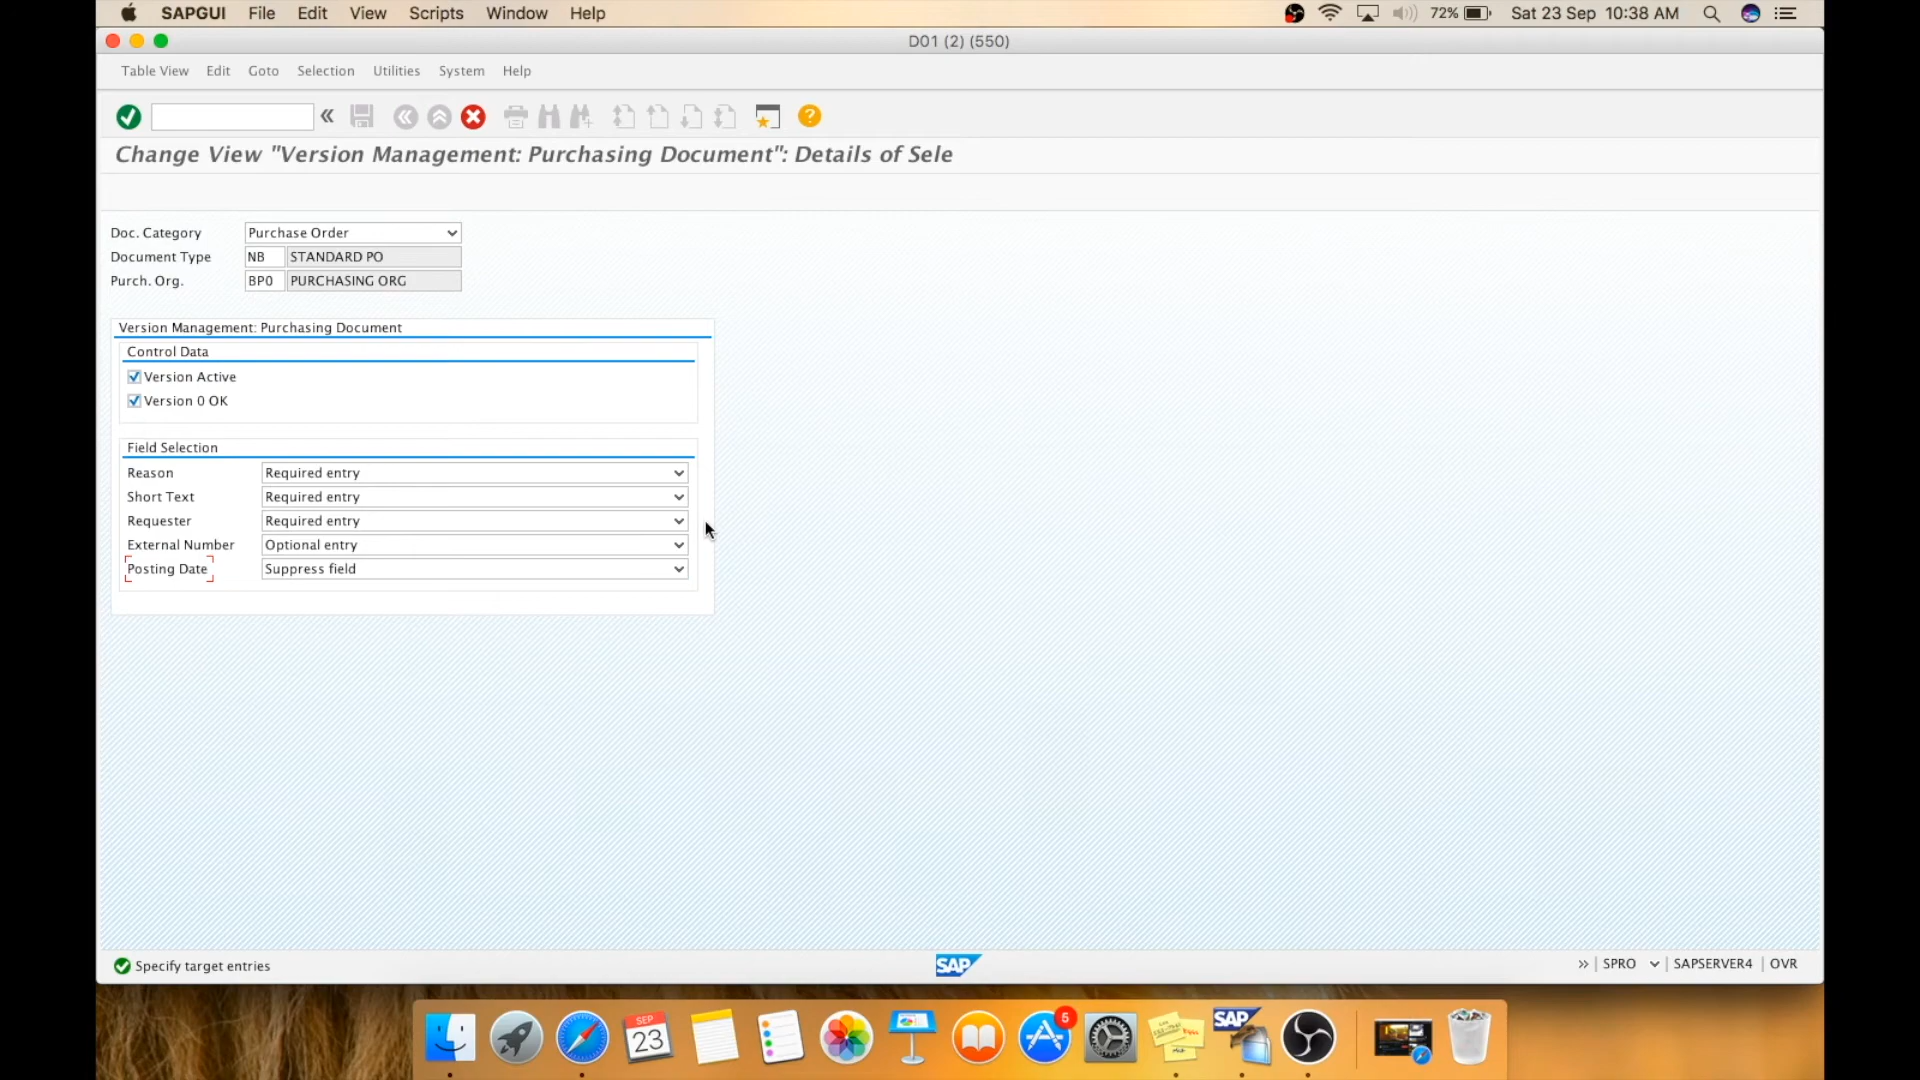 SAPGUI File Edit View Scripts Window Help 72% Sat 23 Sep 10:38 AM
D01 (2) (550)
Table View Edit Goto Selection Utilities System Help
Change View "Version Management: Purchasing Document": Details of Sele
Doc. Category Purchase Order
Document Type NB STANDARD PO
Purch. Org. BP0 PURCHASING ORG
Version Management: Purchasing Document
Control Data
Version Active
Version 0 OK
Field Selection
Reason Required entry
Short Text Required entry
Requester Required entry
External Number Optional entry
Posting Date Suppress field
Specify target entries SAP SPRO SAPSERVER4 OVR
SEP
23
5
SAP